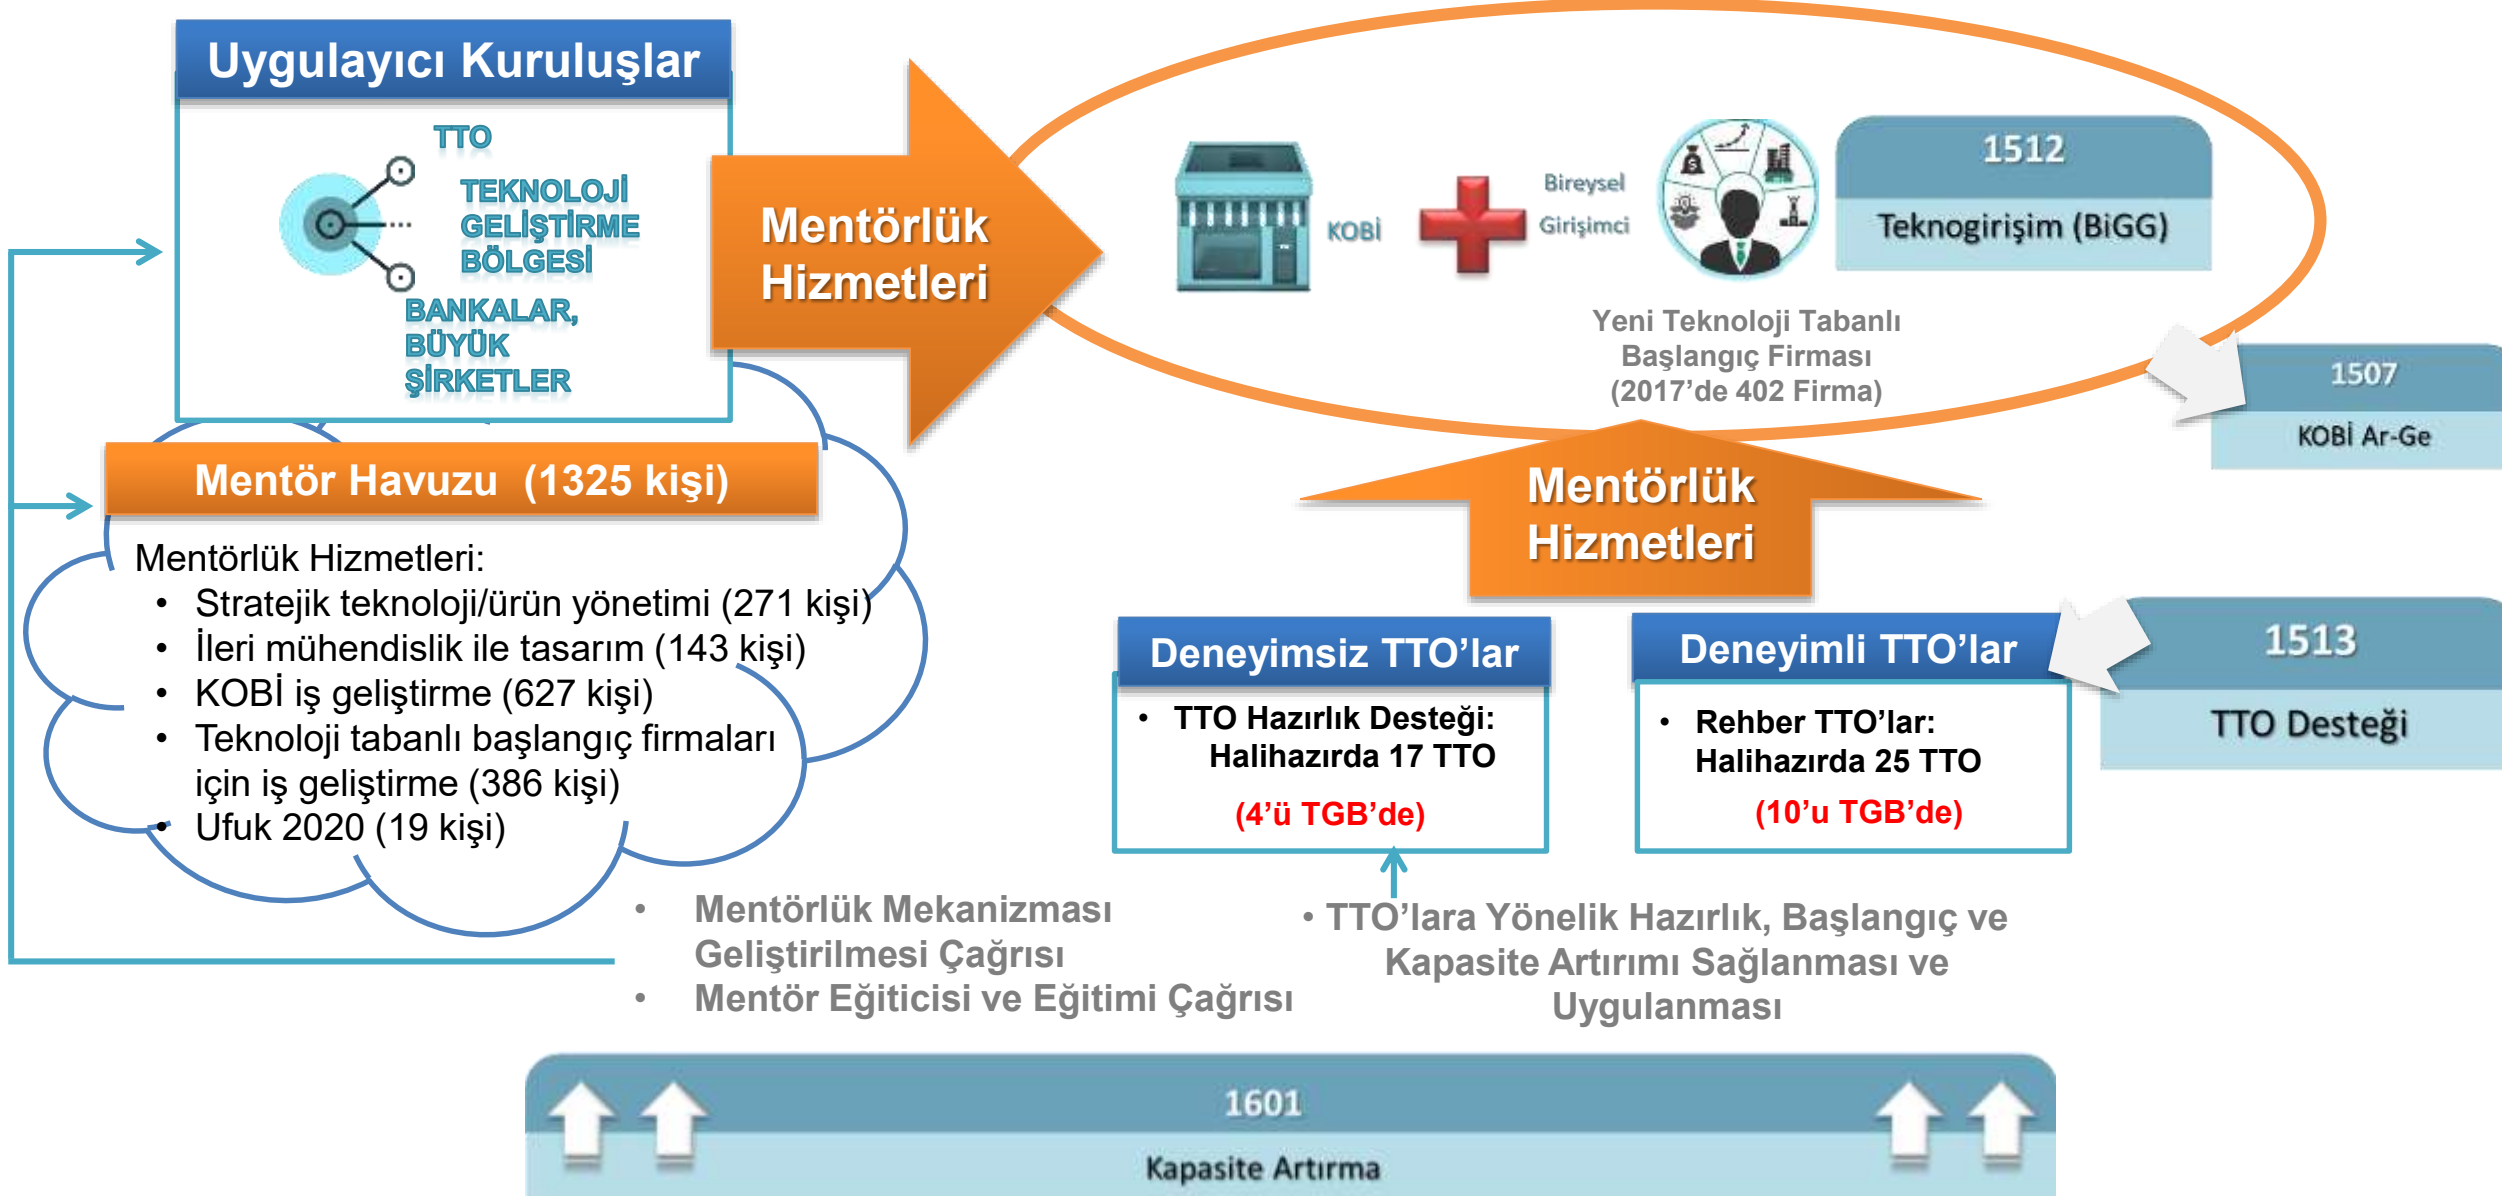 Uygulayıcı Kuruluşlar
TTO
TEKNOLOJİ
GELİŞTİRME
BÖLGESİ
BANKALAR,
BÜYÜK
ŞİRKETLER
Mentörlük
Hizmetleri
KOBİ
Bireysel
Girişimci
1512
Teknogirişim (BiGG)
Yeni Teknoloji Tabanlı
Başlangıç Firması
(2017'de 402 Firma)
1507
KOBİ Ar-Ge
Mentör Havuzu (1325 kişi)
Mentörlük Hizmetleri:
• Stratejik teknoloji/ürün yönetimi (271 kişi)
• İleri mühendislik ile tasarım (143 kişi)
• KOBİ iş geliştirme (627 kişi)
• Teknoloji tabanlı başlangıç firmaları
için iş geliştirme (386 kişi)
• Ufuk 2020 (19 kişi)
Mentörlük
Hizmetleri
Deneyimsiz TTO'lar
• TTO Hazırlık Desteği:
Halihazırda 17 TTO
(4'ü TGB'de)
Deneyimli TTO'lar
• Rehber TTO'lar:
Halihazırda 25 TTO
(10'u TGB'de)
1513
TTO Desteği
• Mentörlük Mekanizması
Geliştirilmesi Çağrısı
• Mentör Eğiticisi ve Eğitimi Çağrısı
• TTO'lara Yönelik Hazırlık, Başlangıç ve
Kapasite Artırımı Sağlanması ve
Uygulanması
1601
Kapasite Artırma